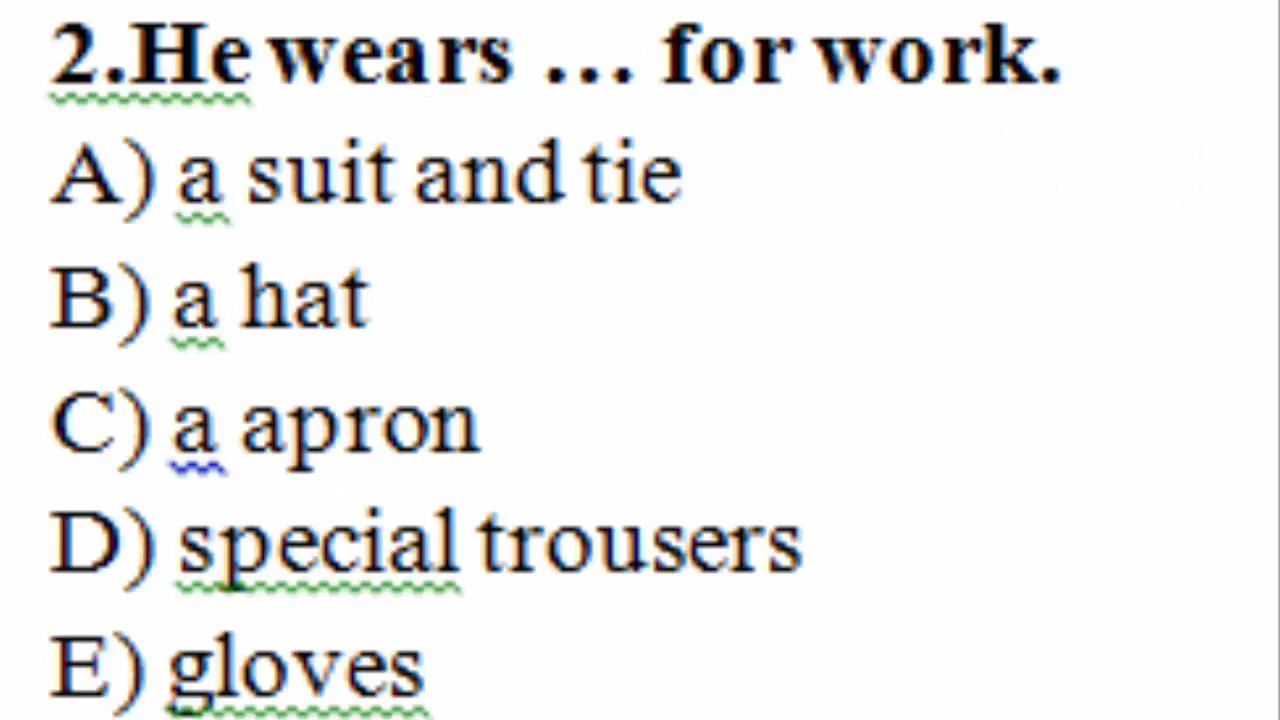 2.He wears ... for work.
A) a suit and tie
B) a hat
C) a apron
D) special trousers
E) gloves